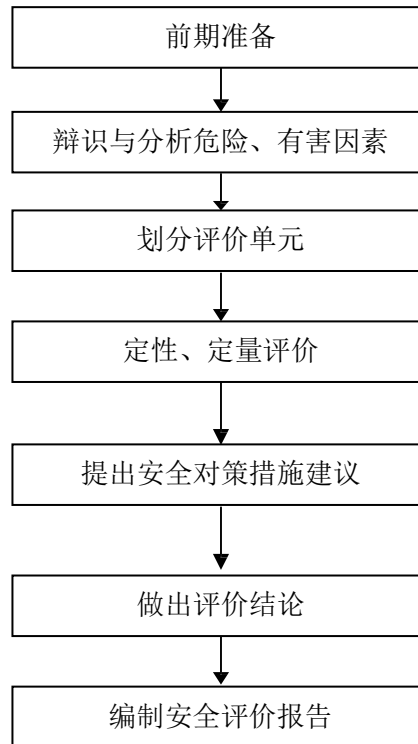 前期准备
辩识与分析危险、有害因素
划分评价单元
定性、定量评价
提出安全对策措施建议
做出评价结论
编制安全评价报告